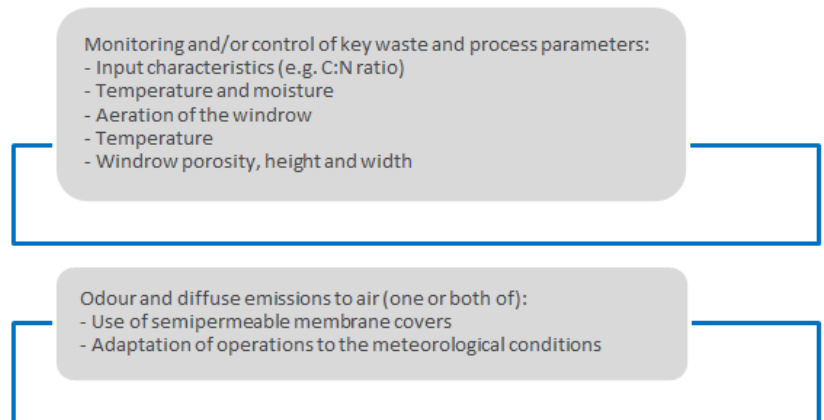 Monitoring and/or control of key waste and process parameters:
- Input characteristics (e.g. C:N ratio)
- Temperature and moisture
- Aeration of the windrow
- Temperature
- Windrow porosity, height and width
Odour and diffuse emissions to air (one or both of):
- Use of semipermeable membrane covers
- Adaptation of operations to the meteorological conditions